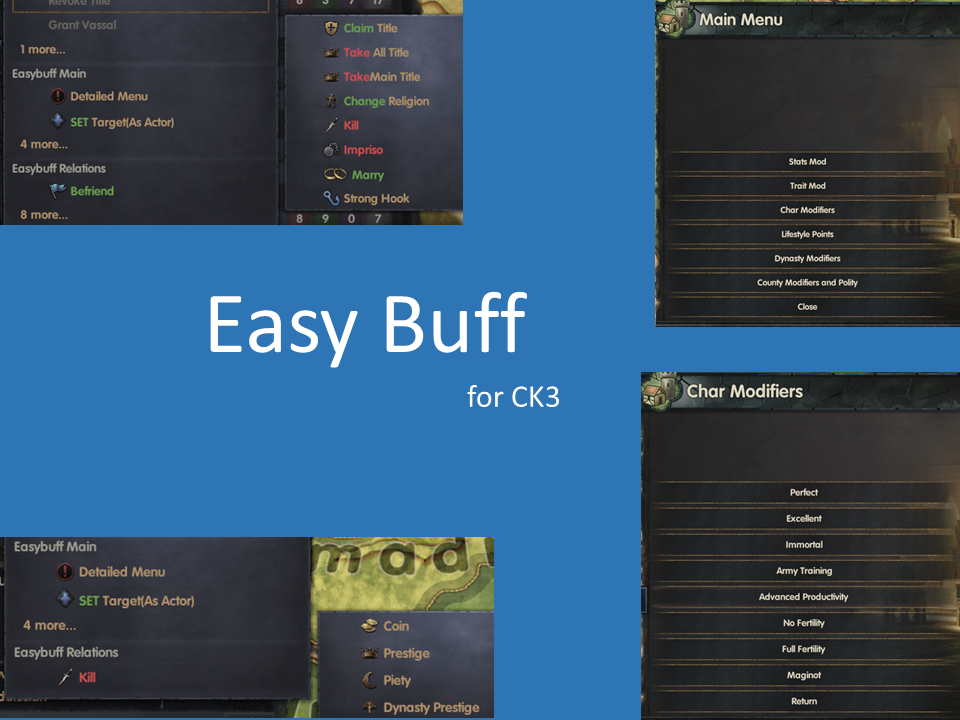 Revoke Title
Grant Vassal
1 more...
Easybuff Main
Detailed Menu
SET Target(As Actor)
4 more...
Easybuff Relations
Befriend
8 more...
Claim Title
Take All Title
TakeMain Title
Change Religion
Kill
Impriso
Marry
Strong Hook
8 9 0 7
Main Menu
Stats Mod
Trait Mod
Char Modifiers
Lifestyle Points
Dynasty Modifiers
County Modifiers and Polity
Close
Easy Buff
for CK3
Char Modifiers
Perfect
Excellent
Immortal
Army Training
Advanced Productivity
No Fertility
Full Fertility
Maginot
Return
Easybuff Main
Detailed Menu
SET Target(As Actor)
4 more...
Easybuff Relations
Kill
mad
Coin
Prestige
Piety
Dynasty Prestige